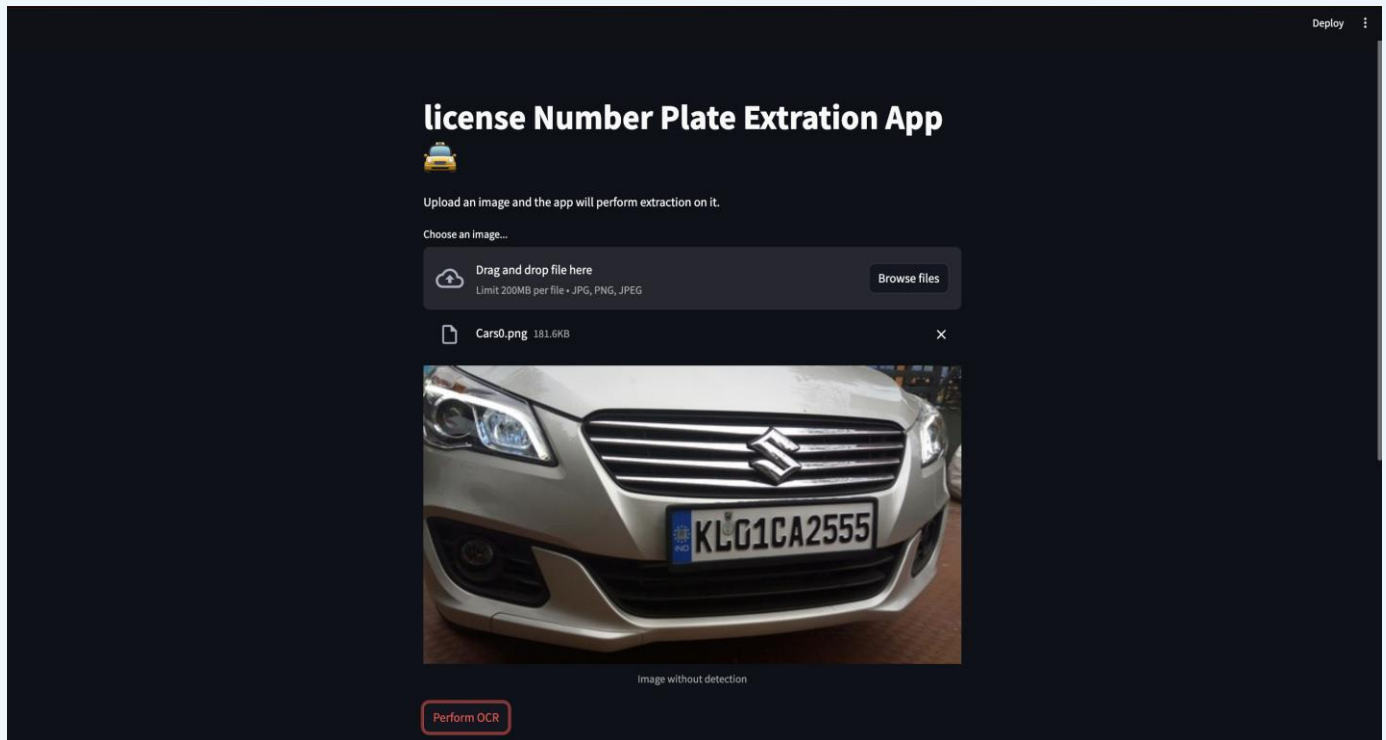 Deploy
license Number Plate Extration App
Upload an image and the app will perform extraction on it.
Choose an image...
Drag and drop file here
Limit 200MB per file • JPG, PNG, JPEG
Browse files
Cars0.png 181.6KB
KL01CA2555
IND
Image without detection
Perform OCR